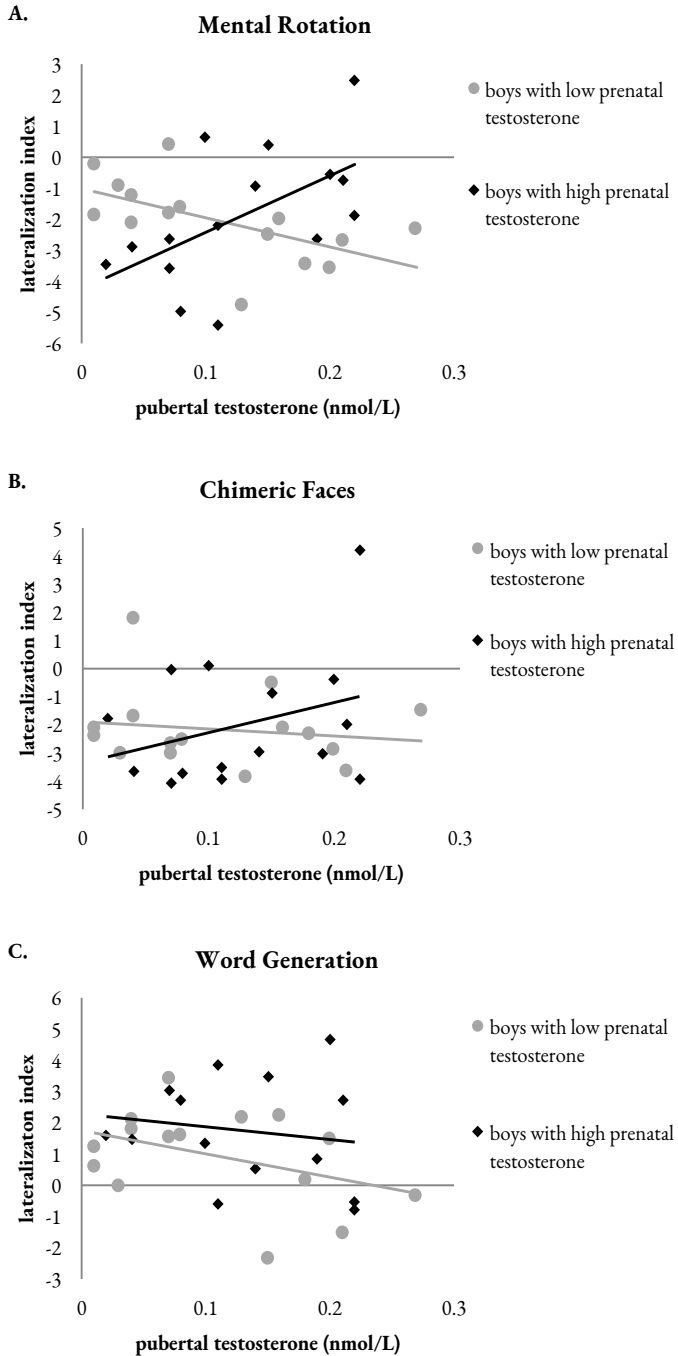 A.
Mental Rotation
3
2
1
0
-1
-2
-3
-4
-5
-6
lateralization index
0 0.1 0.2 0.3
pubertal testosterone (nmol/L)
boys with low prenatal
testosterone
boys with high prenatal
testosterone
B.
Chimeric Faces
5
4
3
2
1
0
-1
-2
-3
-4
-5
lateralization index
0 0.1 0.2 0.3
pubertal testosterone (nmol/L)
boys with low prenatal
testosterone
boys with high prenatal
testosterone
C.
Word Generation
6
5
4
3
2
1
0
-1
-2
-3
lateralizaton index
0 0.1 0.2 0.3
pubertal testosterone (nmol/L)
boys with low prenatal
testosterone
boys with high prenatal
testosterone